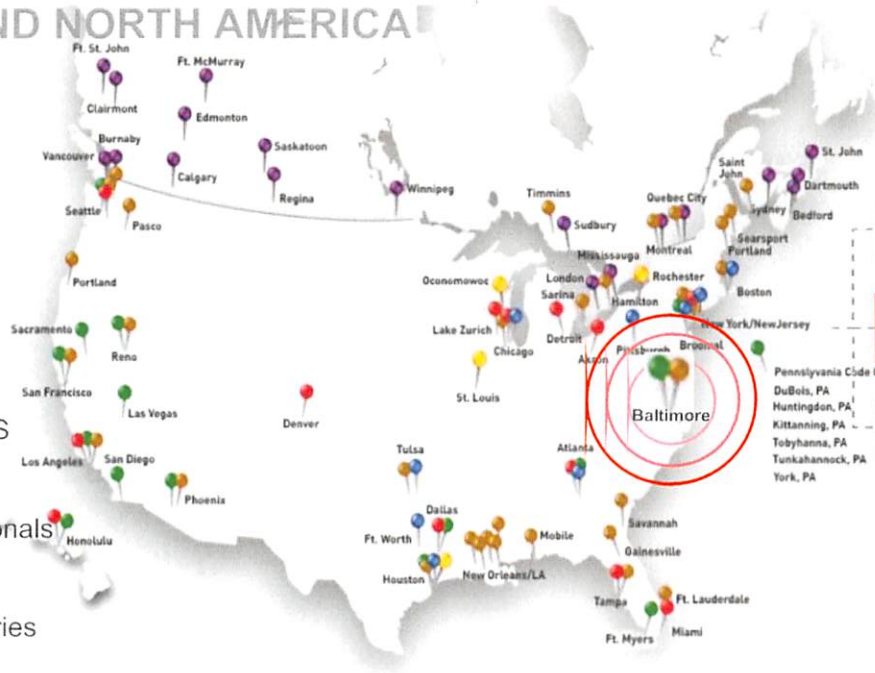 ND NORTH AMERICA
Ft. St. John
Ft. McMurray
Clairmont
Edmonton
Burnaby
Saskatoon
Vancouver
Calgary
Regina
Winnipeg
Seattle
Pasco
Portland
Sacramento
Reno
San Francisco
Las Vegas
Los Angeles
San Diego
Phoenix
Honolulu
Denver
Timmins
Sudbury
Mississauga
Oconomowoc
London
Sarina
Hamilton
Rochester
Lake Zurich
Chicago
Detroit
Akron
Pittsburgh
Broomal
St. Louis
Baltimore
Quebec City
Montreal
Saint
John
St. John
Dartmouth
Sydney
Bedford
Searsport
Portland
Boston
New York/NewJersey
Pennslyvania Code
DuBois, PA
Huntingdon, PA
Kittanning, PA
Tobyhanna, PA
Tunkahannock, PA
York, PA
Tulsa
Atlanta
Dallas
Ft. Worth
Houston
New Orleans/LA
Mobile
Savannah
Gainesville
Tampa
Ft. Lauderdale
Ft. Myers
Miami
S
onals
ries